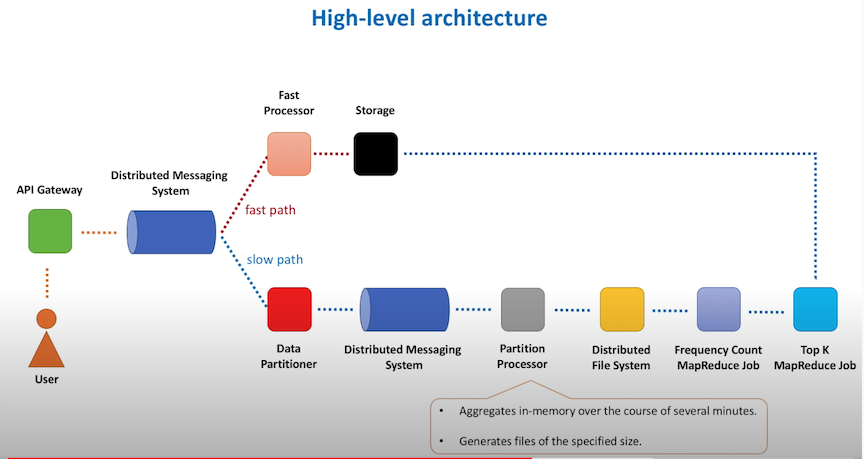 High-level architecture
Fast
Processor
Storage
Distributed Messaging
System
API Gateway
fast path
slow path
User
Data
Partitioner
Distributed Messaging
System
Partition
Processor
Distributed
File System
Frequency Count
MapReduce Job
Top K
MapReduce Job
• Aggregates in-memory over the course of several minutes.
• Generates files of the specified size.